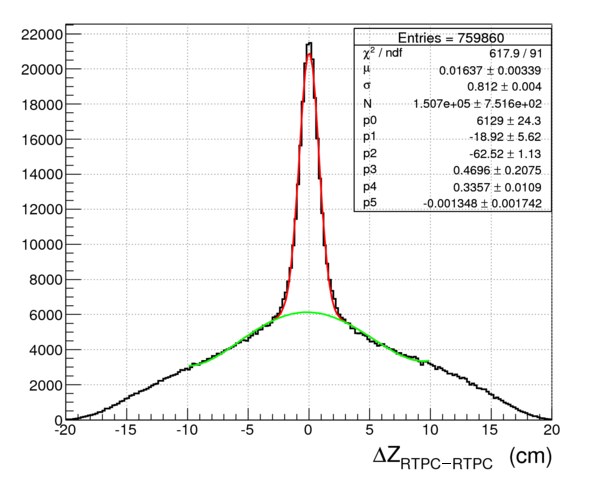 22000
20000
18000
16000
14000
12000
10000
8000
6000
4000
2000
0
-20 -15 -10 -5 0 5 10 15 20
ΔZRTPC−RTPC (cm)
Entries = 759860
χ² / ndf 617.9 / 91
μ 0.01637 ± 0.00339
σ 0.812 ± 0.004
N 1.507e+05 ± 7.516e+02
p0 6129 ± 24.3
p1 -18.92 ± 5.62
p2 -62.52 ± 1.13
p3 0.4696 ± 0.2075
p4 0.3357 ± 0.0109
p5 -0.001348 ± 0.001742